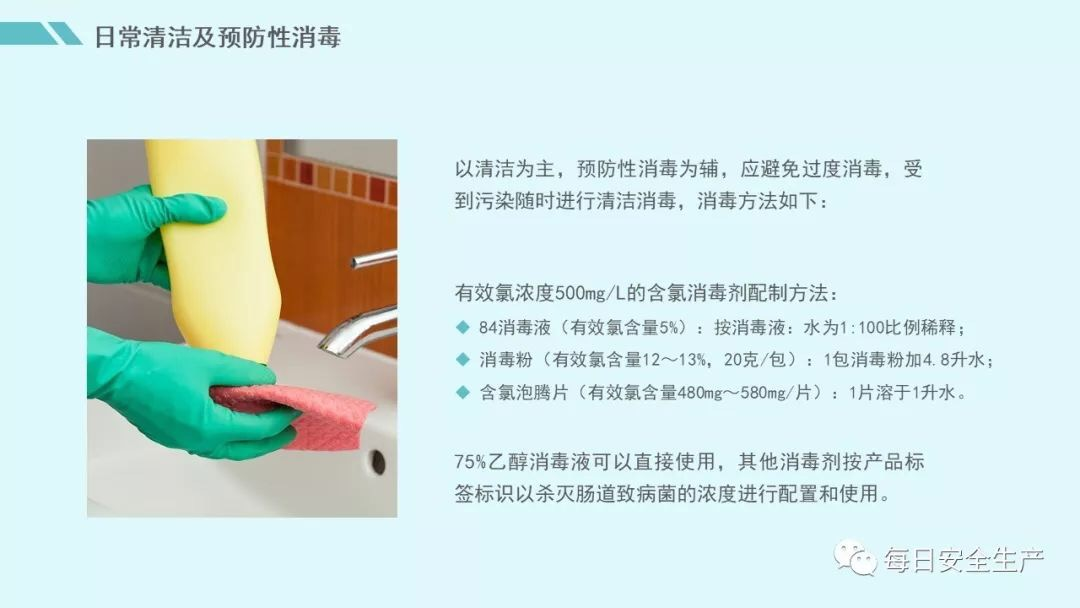 日常清洁及预防性消毒
以清洁为主，预防性消毒为辅，应避免过度消毒，受
到污染随时进行清洁消毒，消毒方法如下：
有效氯浓度500mg/L的含氯消毒剂配制方法：
84消毒液（有效氯含量5%）：按消毒液：水为1:100比例稀释；
消毒粉（有效氯含量12～13%，20克/包）：1包消毒粉加4.8升水；
含氯泡腾片（有效氯含量480mg～580mg/片）：1片溶于1升水。
75%乙醇消毒液可以直接使用，其他消毒剂按产品标
签标识以杀灭肠道致病菌的浓度进行配置和使用。
每日安全生产